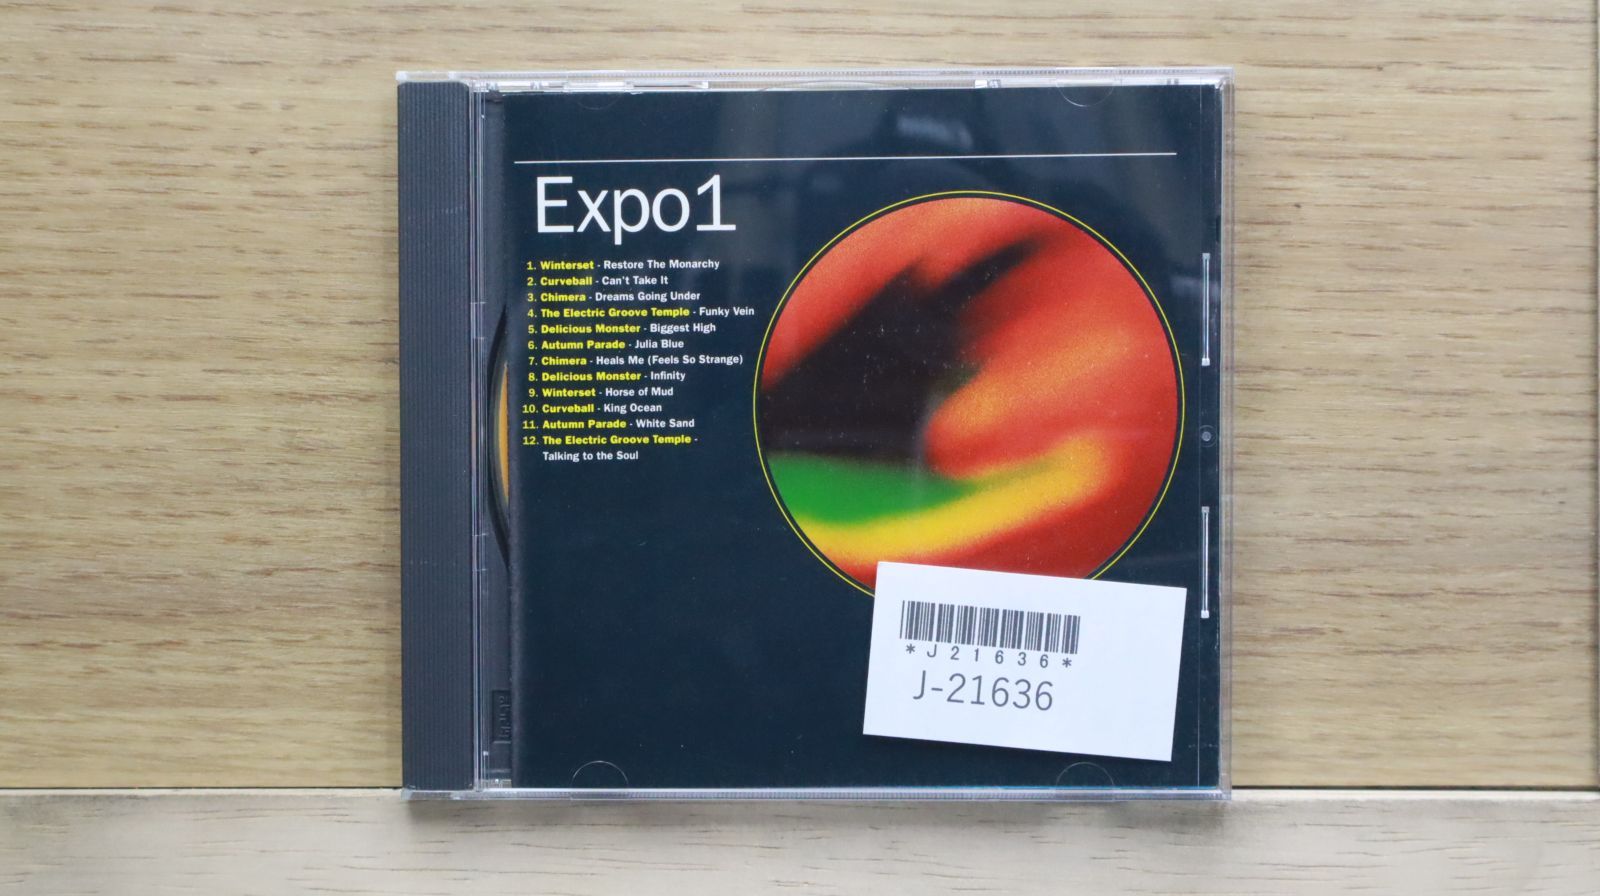 Expo1
1. Winterset - Restore The Monarchy
2. Curveball - Can't Take It
3. Chimera - Dreams Going Under
4. The Electric Groove Temple - Funky Vein
5. Delicious Monster - Biggest High
6. Autumn Parade - Julia Blue
7. Chimera - Heals Me (Feels So Strange)
8. Delicious Monster - Infinity
9. Winterset - Horse of Mud
10. Curveball - King Ocean
11. Autumn Parade - White Sand
12. The Electric Groove Temple -
Talking to the Soul
*J21636*
J-21636